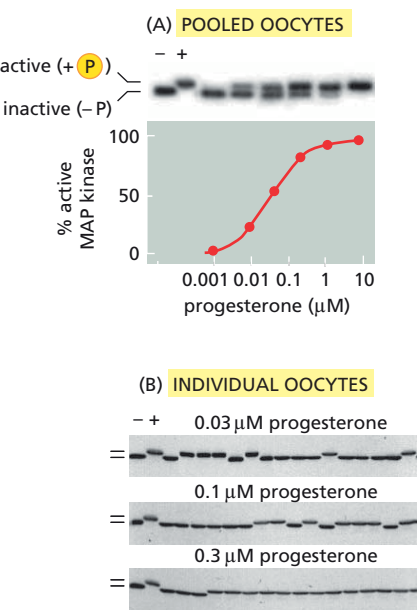 (A) POOLED OOCYTES
– +
active (+ P)
inactive (– P)
100
50
0
% active
MAP kinase
0.001 0.01 0.1 1 10
progesterone (μM)
(B) INDIVIDUAL OOCYTES
– + 0.03 μM progesterone
=
0.1 μM progesterone
=
0.3 μM progesterone
=